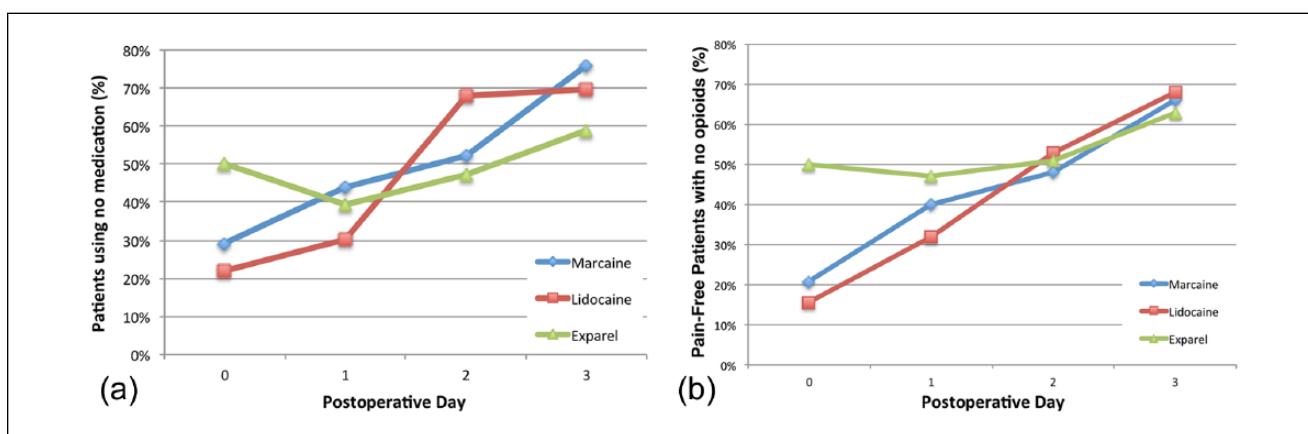 Patients using no medication (%)
80%
70%
60%
50%
40%
30%
20%
10%
0%
0 1 2 3
Postoperative Day
Marcaine
Lidocaine
Exparel
(a)
Pain-Free Patients with no opioids (%)
80%
70%
60%
50%
40%
30%
20%
10%
0%
0 1 2 3
Postoperative Day
Marcaine
Lidocaine
Exparel
(b)